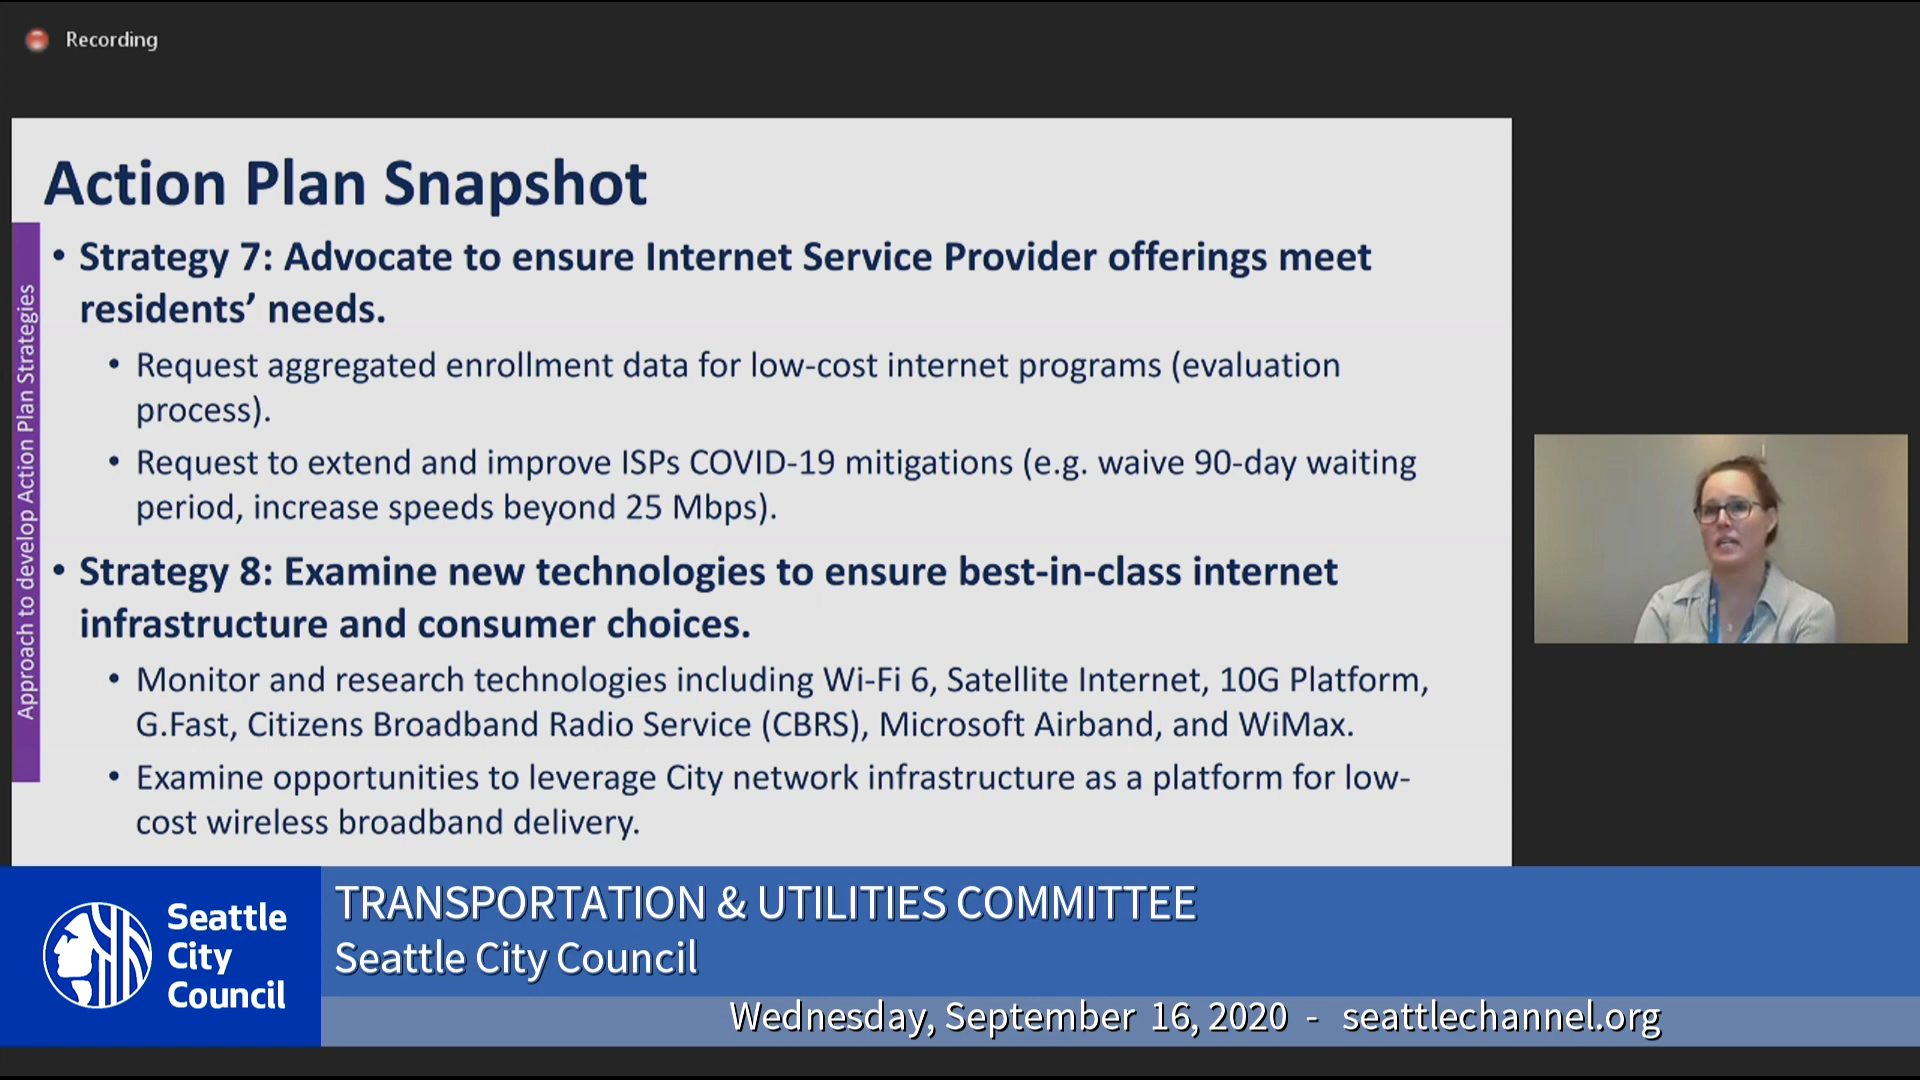 Recording
Action Plan Snapshot
Approach to develop Action Plan Strategies
• Strategy 7: Advocate to ensure Internet Service Provider offerings meet
residents’ needs.
• Request aggregated enrollment data for low-cost internet programs (evaluation
process).
• Request to extend and improve ISPs COVID-19 mitigations (e.g. waive 90-day waiting
period, increase speeds beyond 25 Mbps).
• Strategy 8: Examine new technologies to ensure best-in-class internet
infrastructure and consumer choices.
• Monitor and research technologies including Wi-Fi 6, Satellite Internet, 10G Platform,
G.Fast, Citizens Broadband Radio Service (CBRS), Microsoft Airband, and WiMax.
• Examine opportunities to leverage City network infrastructure as a platform for low-
cost wireless broadband delivery.
Seattle
City
Council
TRANSPORTATION & UTILITIES COMMITTEE
Seattle City Council
Wednesday, September 16, 2020 - seattlechannel.org